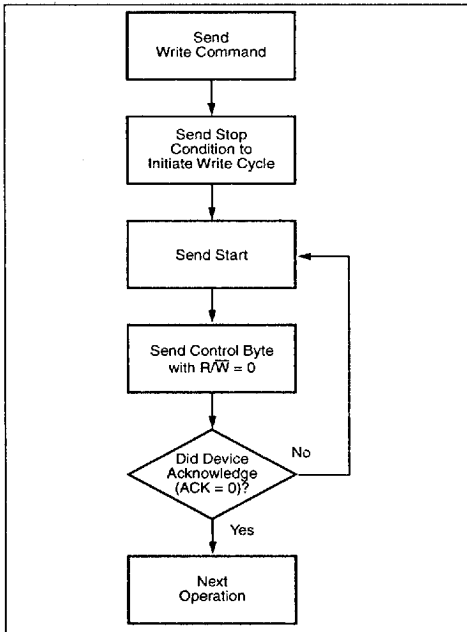 Send
Write Command
Send Stop
Condition to
Initiate Write Cycle
Send Start
Send Control Byte
with R/W̅ = 0
Did Device
Acknowledge
(ACK = 0)?
No
Yes
Next
Operation